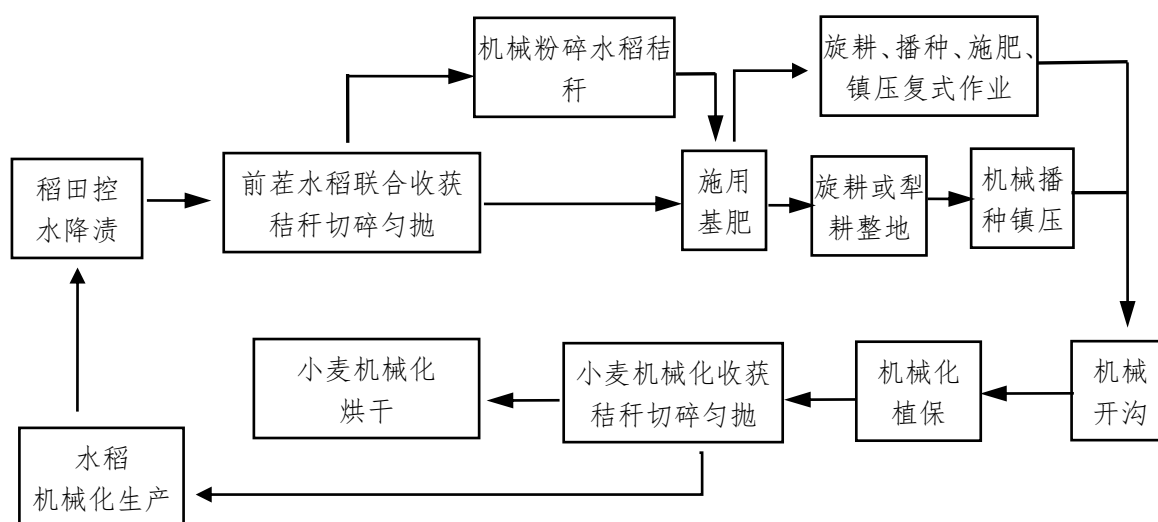 机械粉碎水稻秸
秆
旋耕、播种、施肥、
镇压复式作业
稻田控
水降渍
前茬水稻联合收获
秸秆切碎匀抛
施用
基肥
旋耕或犁
耕整地
机械播
种镇压
小麦机械化
烘干
小麦机械化收获
秸秆切碎匀抛
机械化
植保
机械
开沟
水稻
机械化生产